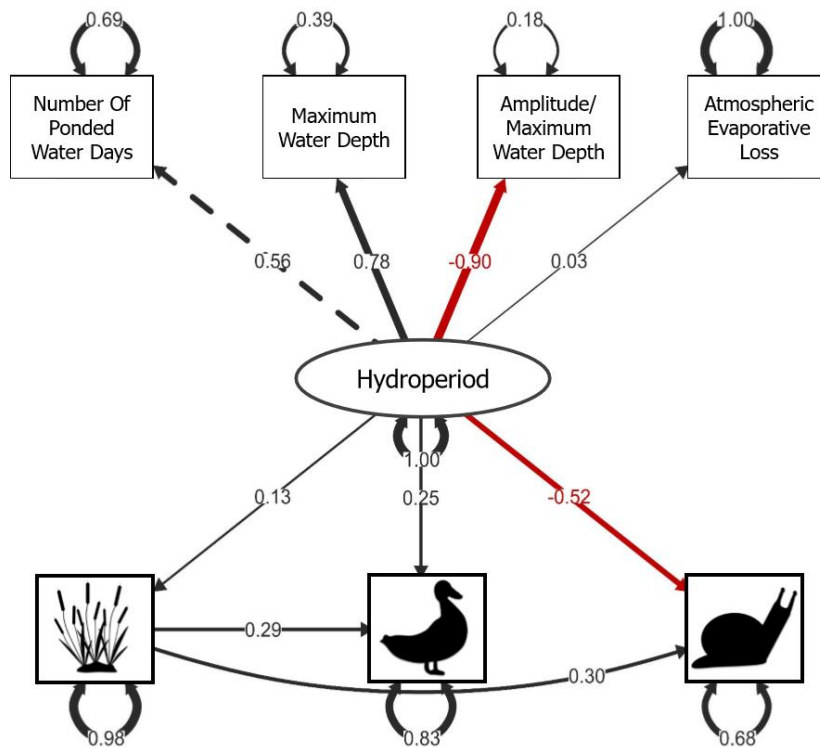 0.69
0.39
0.18
1.00
Number Of
Ponded
Water Days
Maximum
Water Depth
Amplitude/
Maximum
Water Depth
Atmospheric
Evaporative
Loss
0.56
0.78
-0.90
0.03
Hydroperiod
1.00
0.13
0.25
-0.52
0.29
0.30
0.98
0.83
0.68